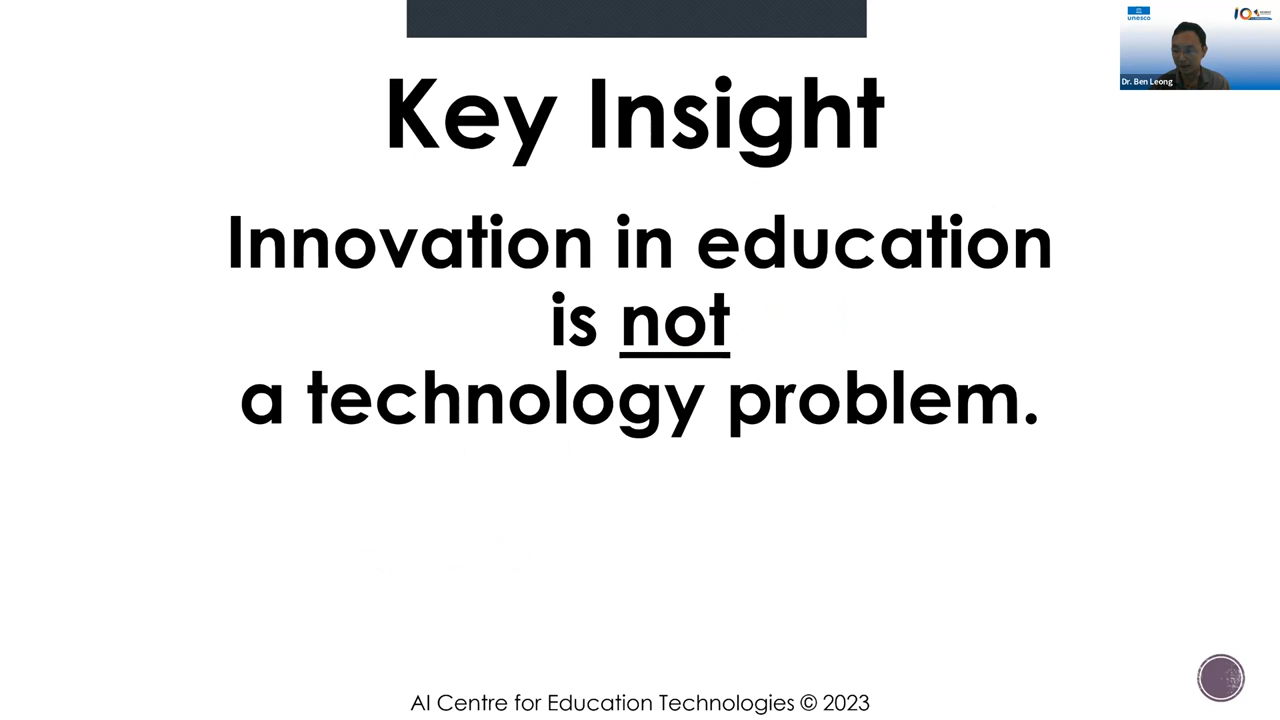 unesco
Dr. Ben Leong
Key Insight
Innovation in education
is not
a technology problem.
AI Centre for Education Technologies © 2023